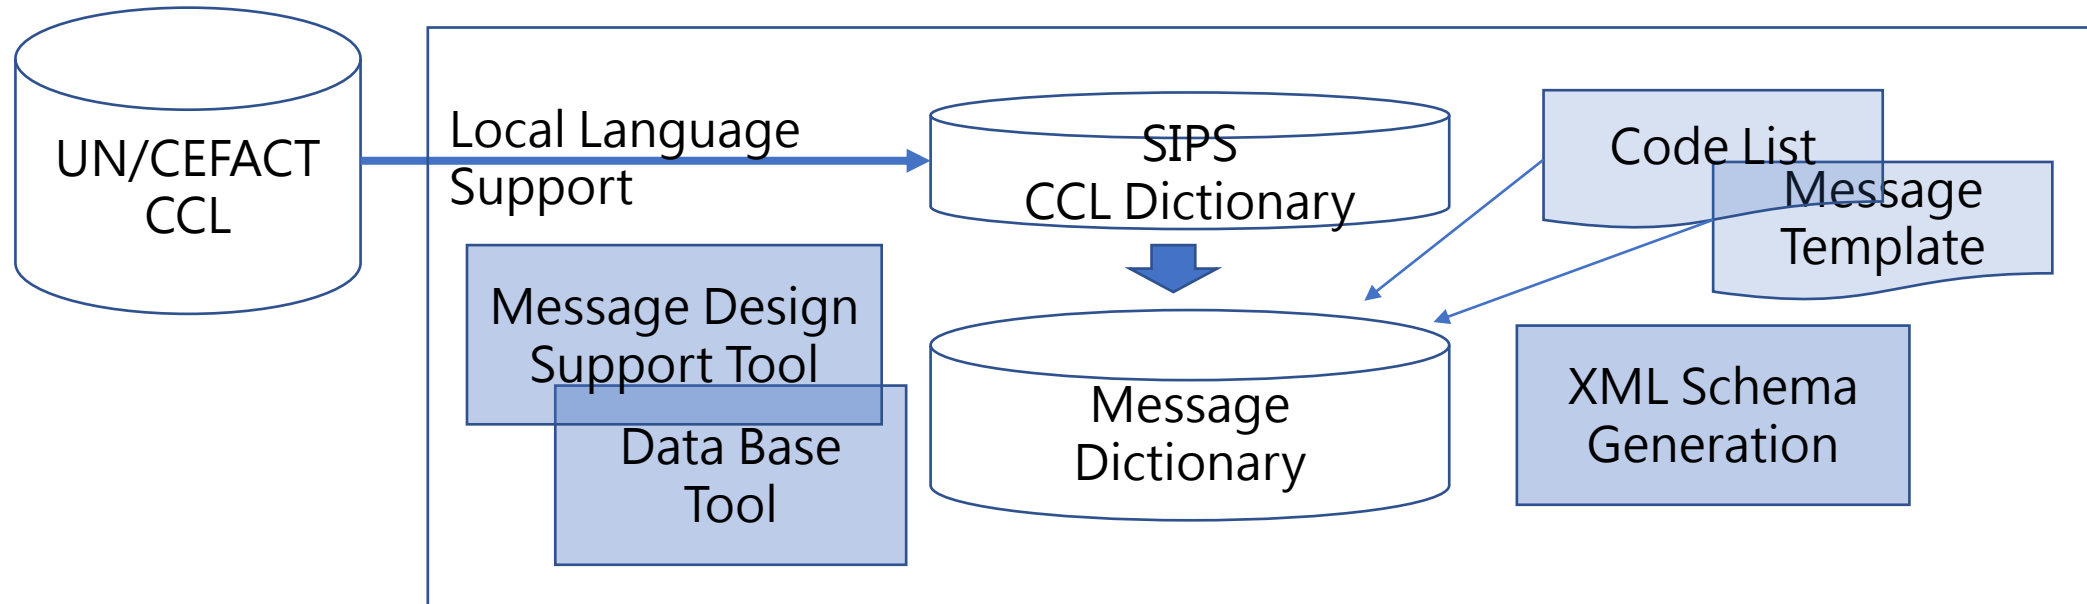 UN/CEFACT
CCL
Local Language
Support
SIPS
CCL Dictionary
Code List
Message
Template
Message Design
Support Tool
Data Base
Tool
Message
Dictionary
XML Schema
Generation